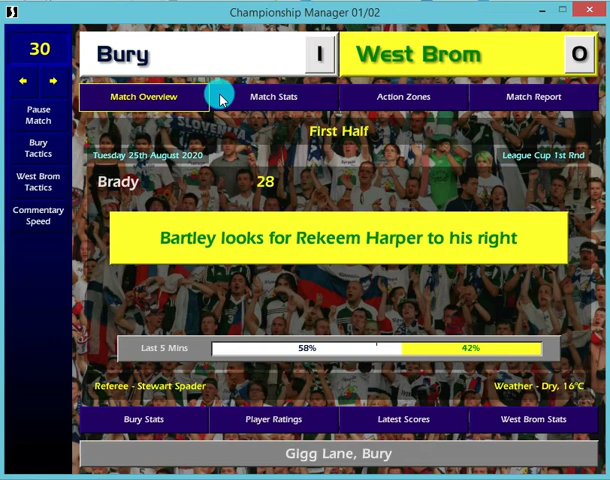 Championship Manager 01/02
30
Bury 1 West Brom 0
Match Overview Match Stats Action Zones Match Report
Pause Match
Bury Tactics
West Brom Tactics
Commentary Speed
First Half
Tuesday 25th August 2020 League Cup 1st Rnd
Brady 28
Bartley looks for Rekeem Harper to his right
Last 5 Mins 58% 42%
Referee - Stewart Spader Weather - Dry, 16°C
Bury Stats Player Ratings Latest Scores West Brom Stats
Gigg Lane, Bury